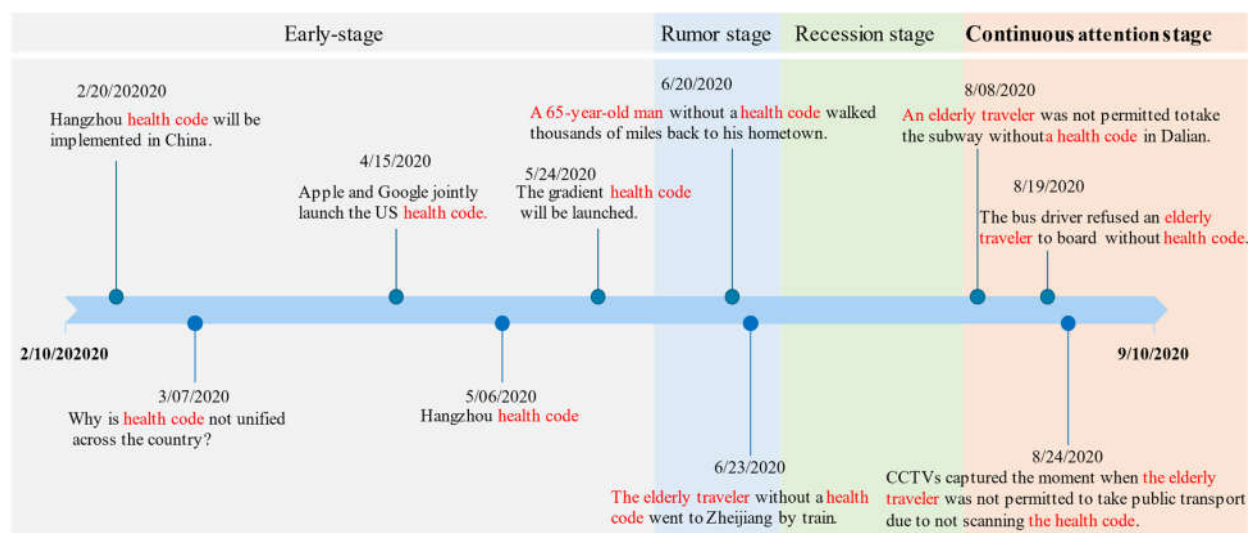 Early-stage
Rumor stage
Recession stage
Continuous attention stage
2/20/202020
Hangzhou health code will be
implemented in China.
4/15/2020
Apple and Google jointly
launch the US health code.
5/24/2020
The gradient health code
will be launched.
6/20/2020
A 65-year-old man without a health code walked
thousands of miles back to his hometown.
8/08/2020
An elderly traveler was not permitted totake
the subway withouta health code in Dalian.
8/19/2020
The bus driver refused an elderly
traveler to board without health code.
2/10/202020
9/10/2020
3/07/2020
Why is health code not unified
across the country?
5/06/2020
Hangzhou health code
6/23/2020
The elderly traveler without a health
code went to Zheijiang by train.
8/24/2020
CCTVs captured the moment when the elderly
traveler was not permitted to take public transport
due to not scanning the health code.